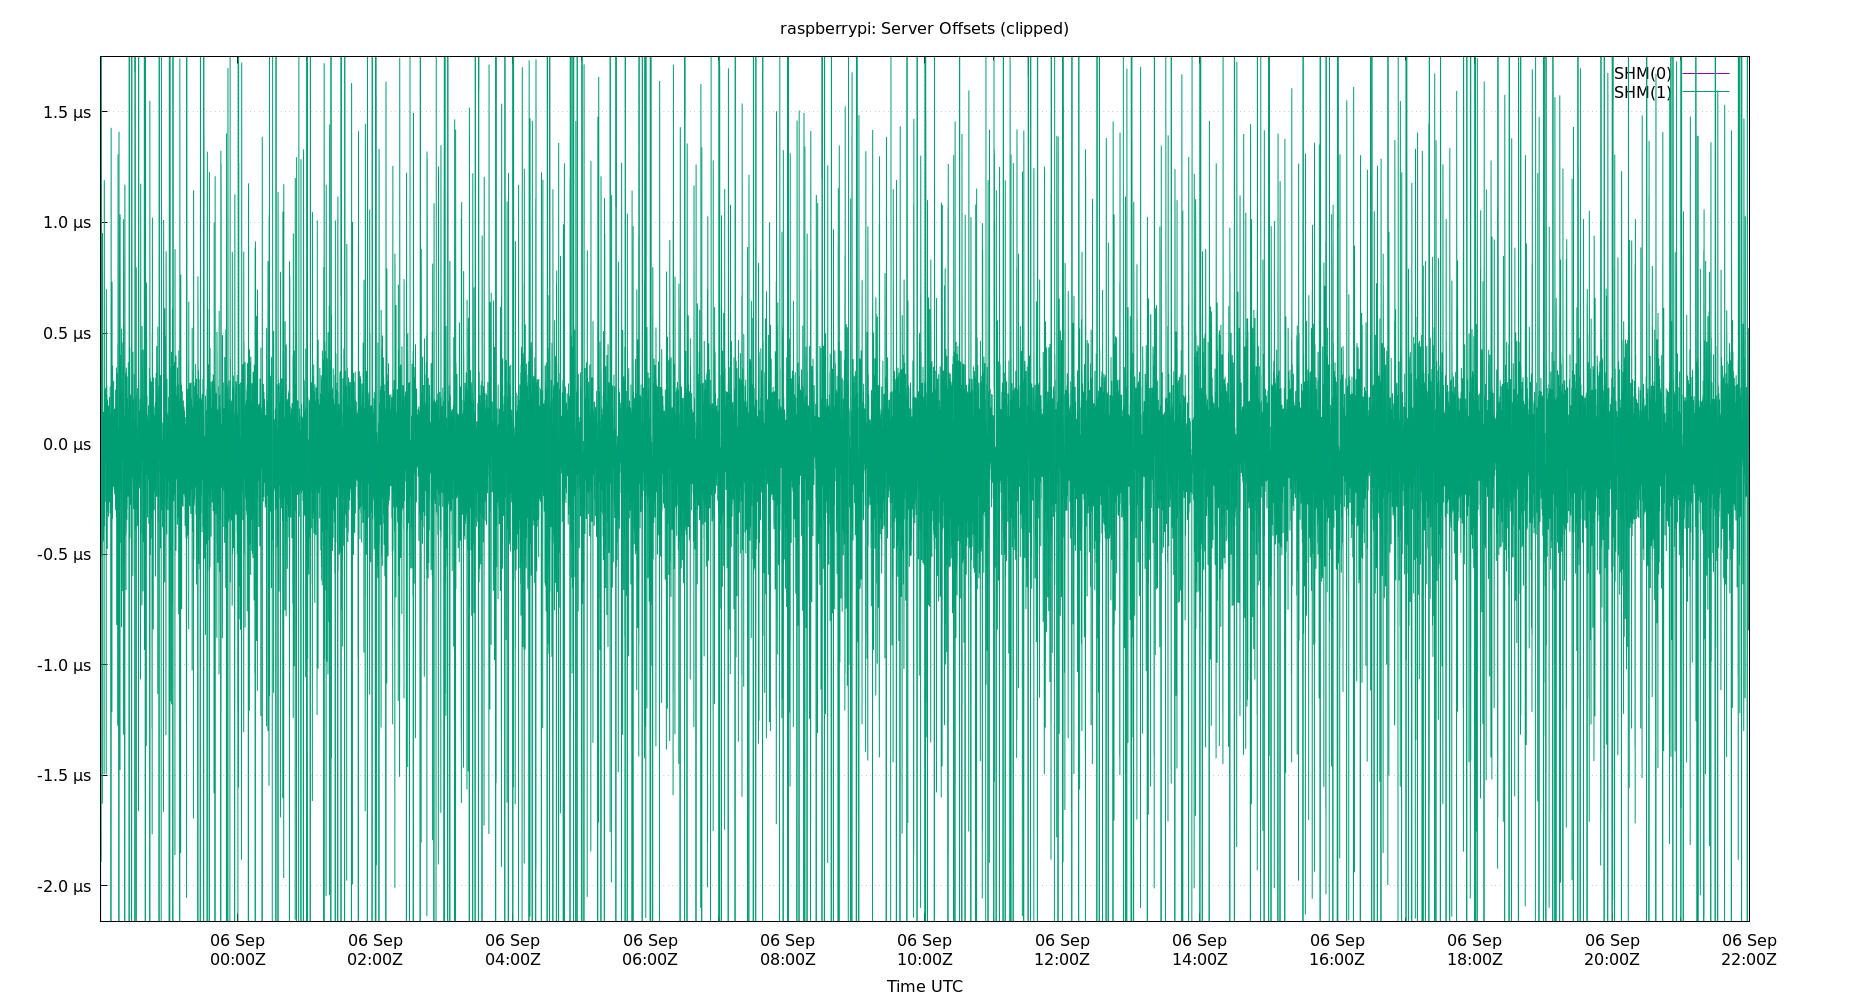 raspberrypi: Server Offsets (clipped)
SHM(0)
SHM(1)
1.5 µs
1.0 µs
0.5 µs
0.0 µs
-0.5 µs
-1.0 µs
-1.5 µs
-2.0 µs
06 Sep 06 Sep 06 Sep 06 Sep 06 Sep 06 Sep 06 Sep 06 Sep 06 Sep 06 Sep 06 Sep 06 Sep
00:00Z 02:00Z 04:00Z 06:00Z 08:00Z 10:00Z 12:00Z 14:00Z 16:00Z 18:00Z 20:00Z 22:00Z
Time UTC